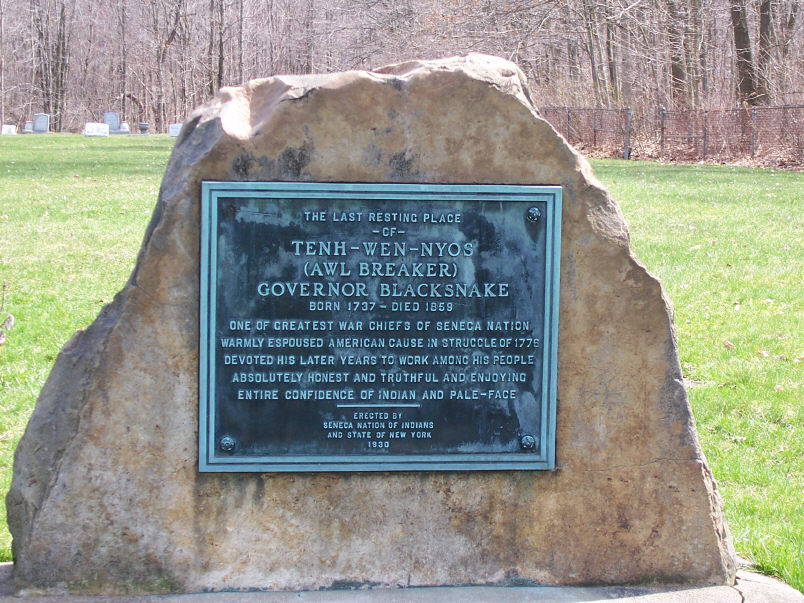 THE LAST RESTING PLACE
-OF-
TENH-WEN-NYOS
(AWL BREAKER)
GOVERNOR BLACKSNAKE
BORN 1737 - DIED 1859
ONE OF GREATEST WAR CHIEFS OF SENECA NATION
WARMLY ESPOUSED AMERICAN CAUSE IN STRUGGLE OF 1776
DEVOTED HIS LATER YEARS TO WORK AMONG HIS PEOPLE
ABSOLUTELY HONEST AND TRUTHFUL AND ENJOYING
ENTIRE CONFIDENCE OF INDIAN AND PALE-FACE
ERECTED BY
SENECA NATION OF INDIANS
AND STATE OF NEW YORK
1930